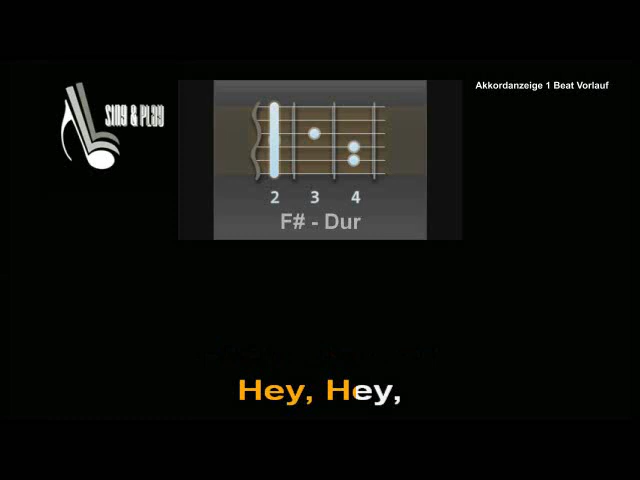 Akkordanzeige 1 Beat Vorlauf
SING & PLAY
2 3 4
F# - Dur
Hey, Hey,